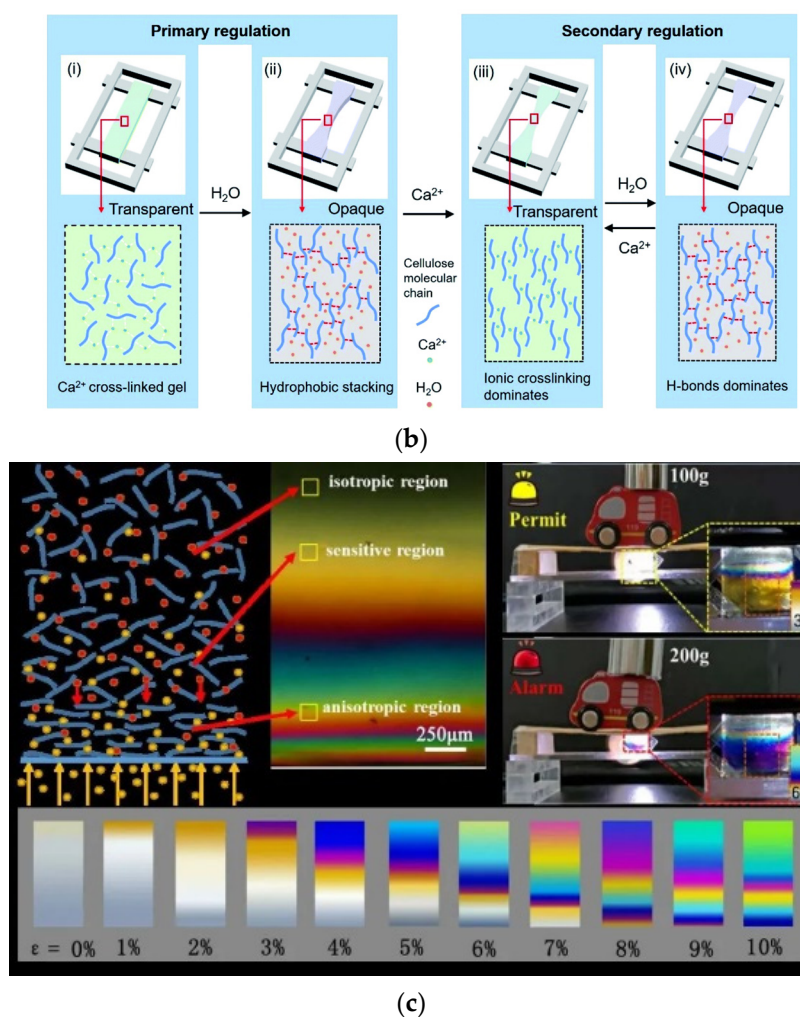 Primary regulation
Secondary regulation
(i)
(ii)
(iii)
(iv)
Transparent
H₂O
Opaque
Ca²⁺
Transparent
H₂O
Ca²⁺
Opaque
Cellulose
molecular
chain
Ca²⁺
H₂O
Ca²⁺ cross-linked gel
Hydrophobic stacking
Ionic crosslinking
dominates
H-bonds dominates
(b)
isotropic region
sensitive region
anisotropic region
250μm
100g
Permit
3
200g
Alarm
6
ε = 0% 1% 2% 3% 4% 5% 6% 7% 8% 9% 10%
(c)